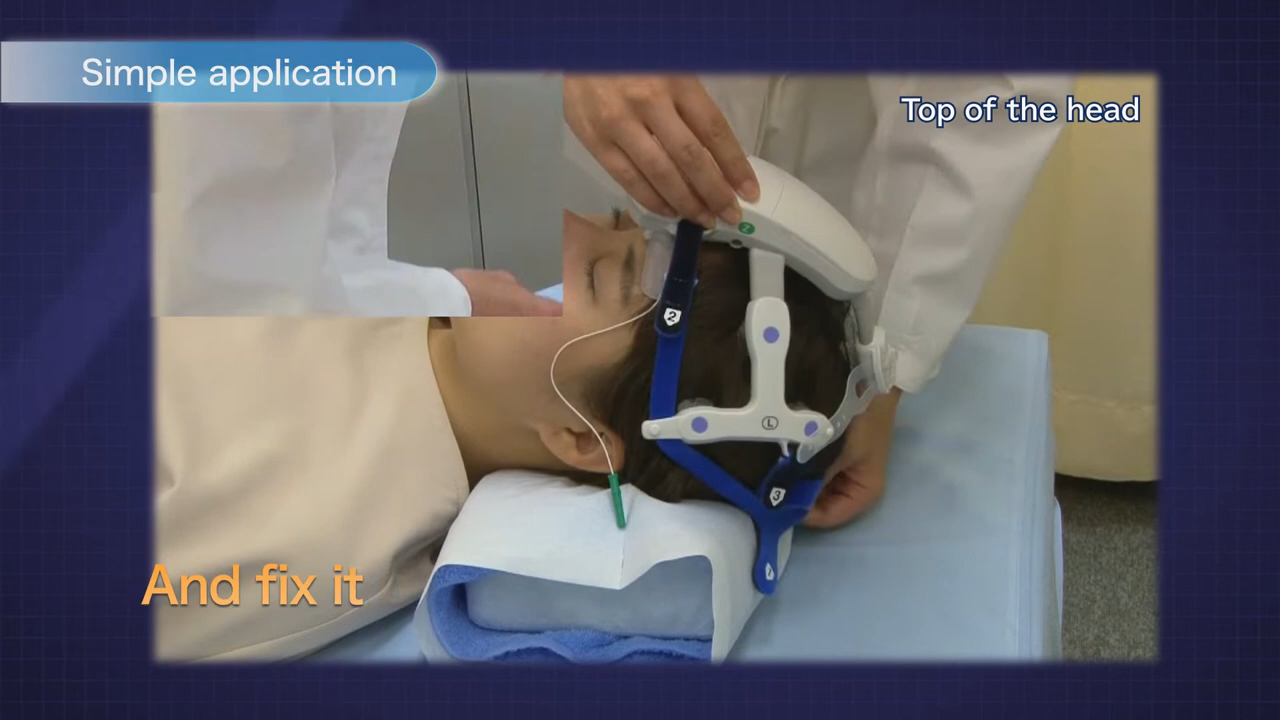 Simple application
Top of the head
2
L
3
And fix it